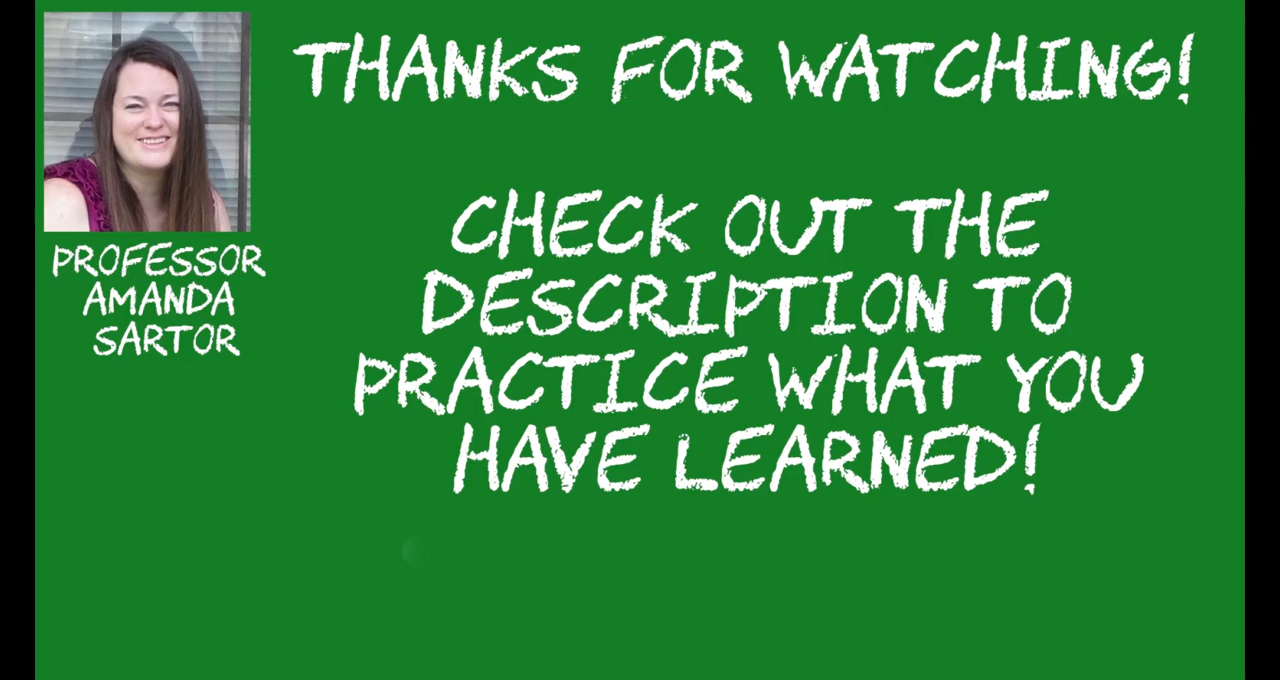 THANKS FOR WATCHING!
PROFESSOR
AMANDA
SARTOR
CHECK OUT THE
DESCRIPTION TO
PRACTICE WHAT YOU
HAVE LEARNED!